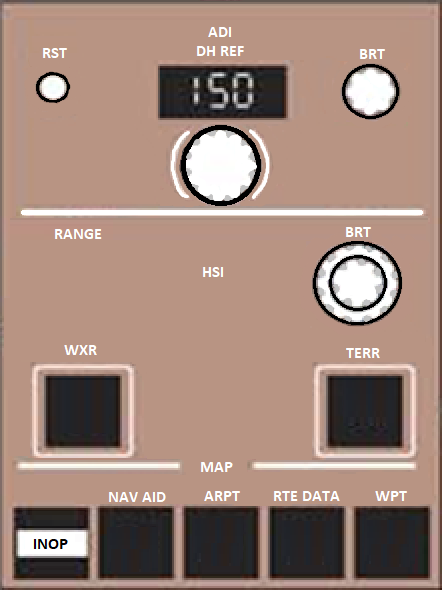 ADI
RST
DH REF
BRT
150
RANGE
BRT
HSI
WXR
TERR
MAP
NAV AID
ARPT
RTE DATA
WPT
INOP